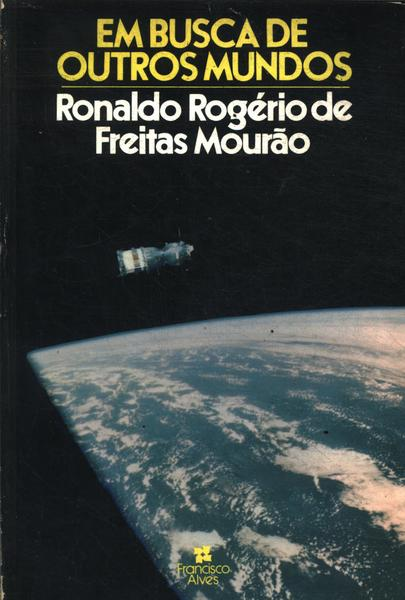 EM BUSCA DE
OUTROS MUNDOS
Ronaldo Rogério de
Freitas Mourão
Francisco
Alves